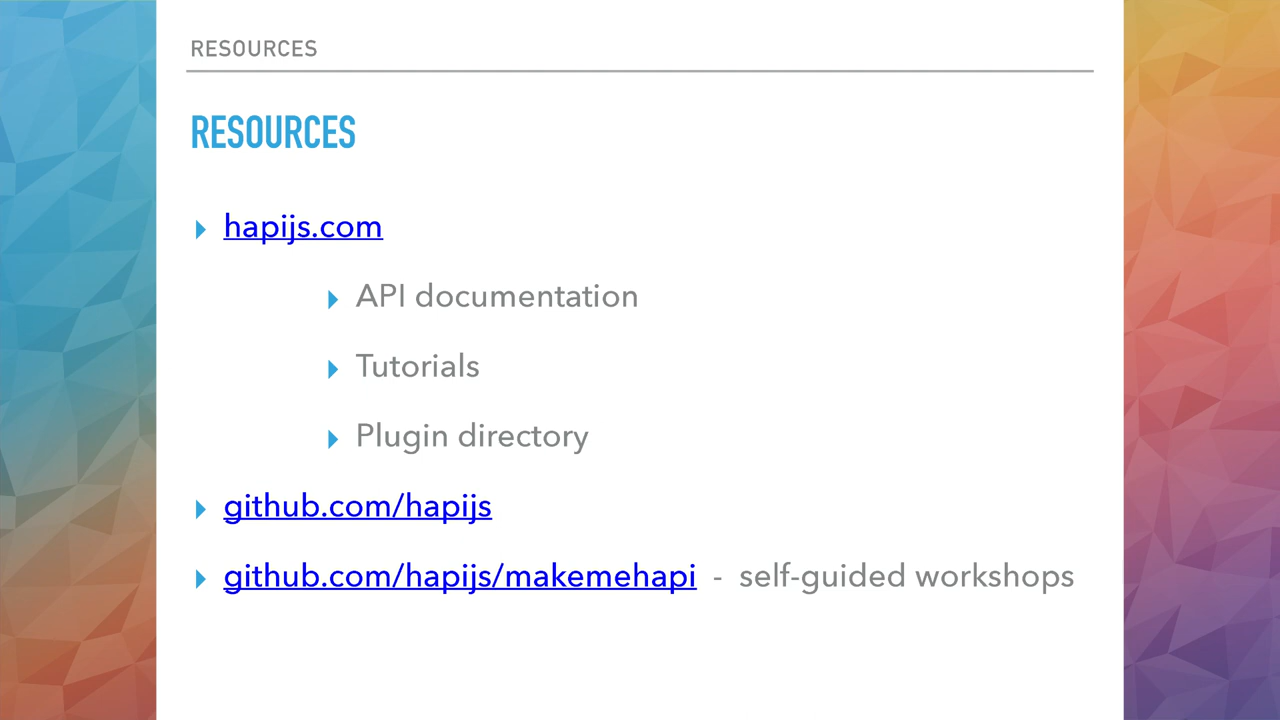 RESOURCES
RESOURCES
hapijs.com
API documentation
Tutorials
Plugin directory
github.com/hapijs
github.com/hapijs/makemehapi - self-guided workshops